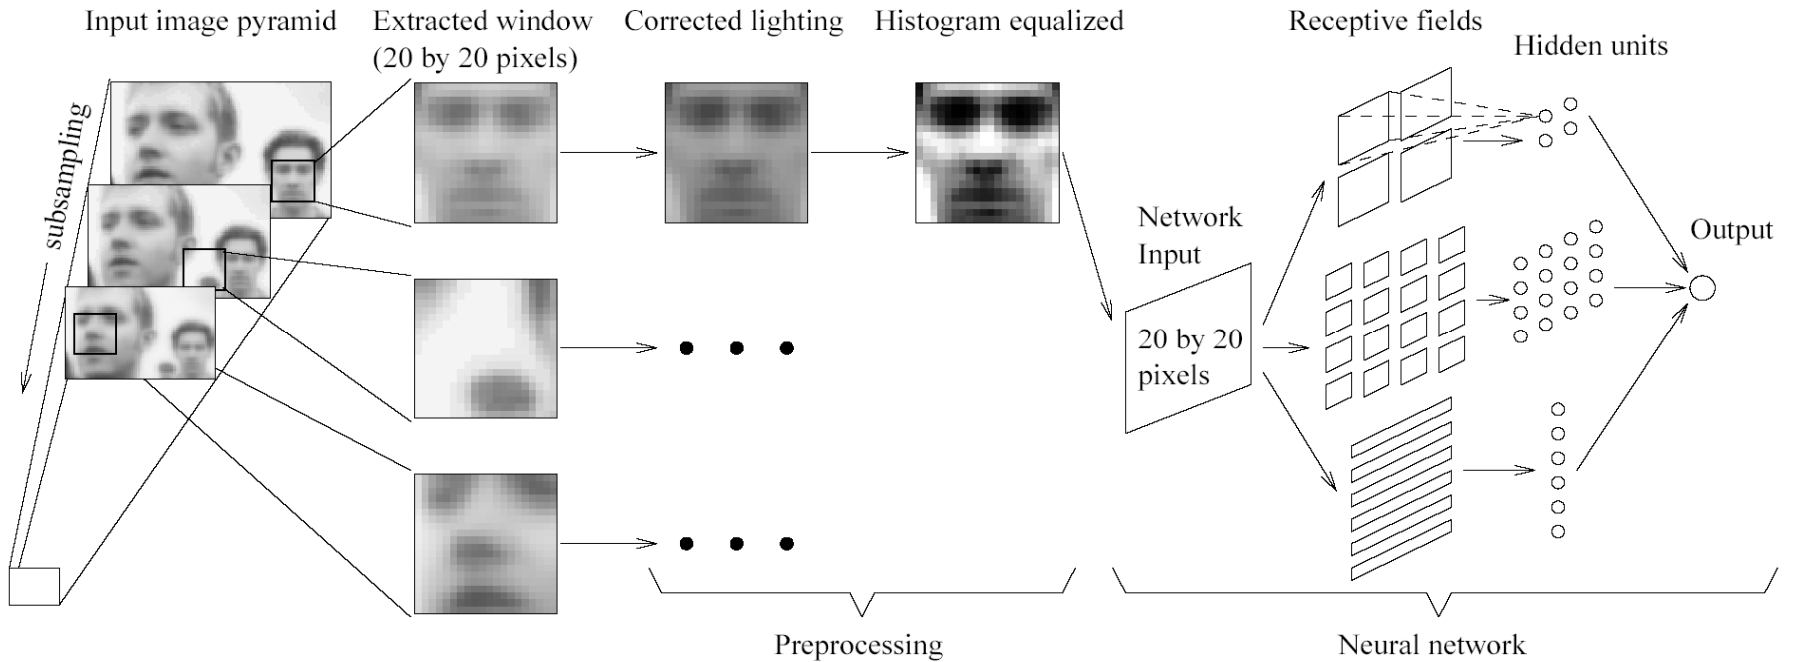 Input image pyramid
Extracted window
(20 by 20 pixels)
Corrected lighting
Histogram equalized
Receptive fields
Hidden units
subsampling
Network
Input
Output
20 by 20
pixels
Preprocessing
Neural network